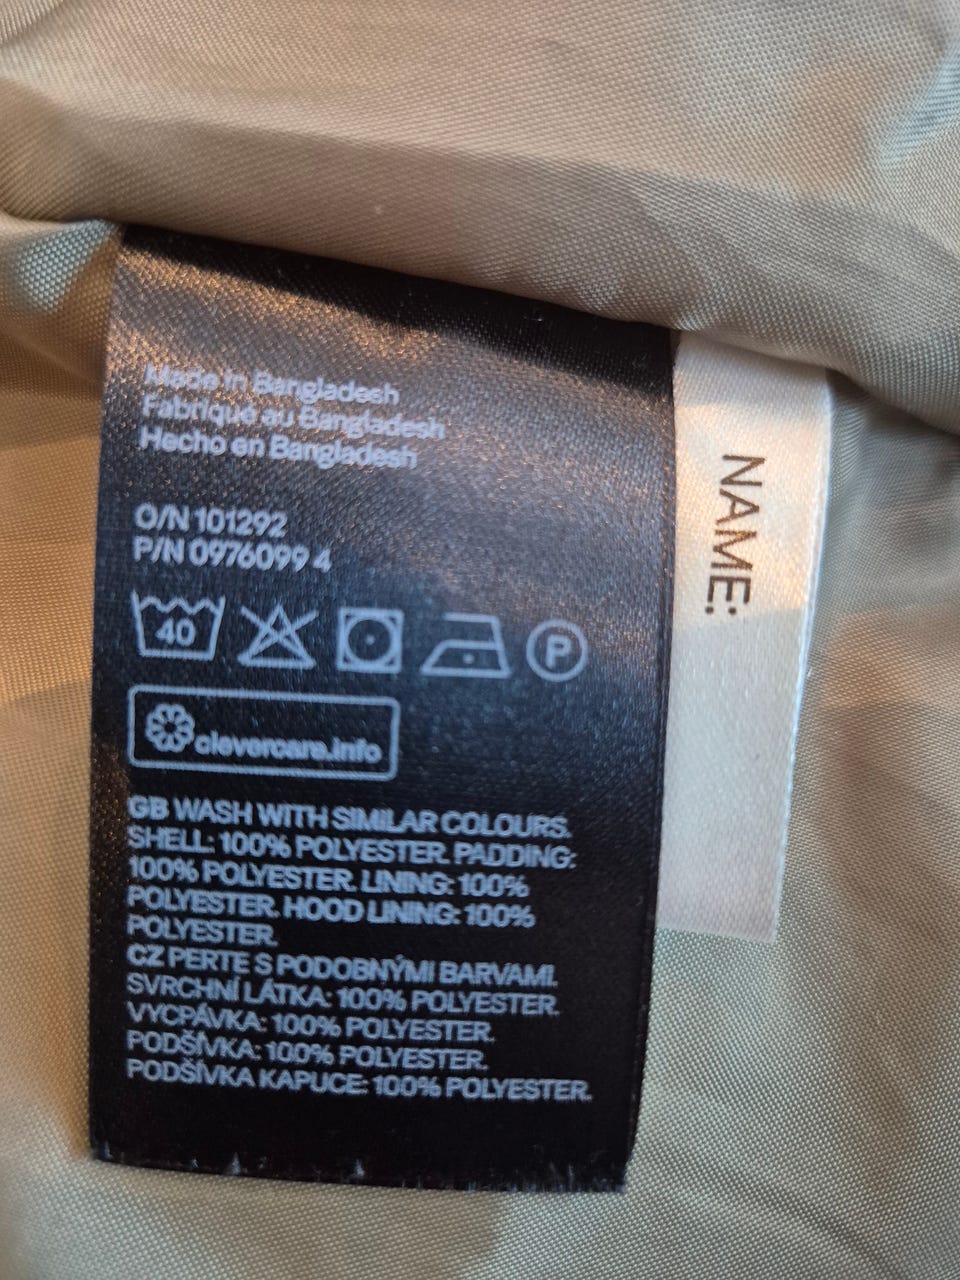 Made in Bangladesh
Fabriqué au Bangladesh
Hecho en Bangladesh
O/N 101292
P/N 0976099 4
40
P
clevercare.info
GB WASH WITH SIMILAR COLOURS.
SHELL: 100% POLYESTER. PADDING:
100% POLYESTER. LINING: 100%
POLYESTER. HOOD LINING: 100%
POLYESTER.
CZ PERTE S PODOBNÝMI BARVAMI.
SVRCHNÍ LÁTKA: 100% POLYESTER.
VYCPÁVKA: 100% POLYESTER.
PODŠÍVKA: 100% POLYESTER.
PODŠÍVKA KAPUCE: 100% POLYESTER.
NAME: